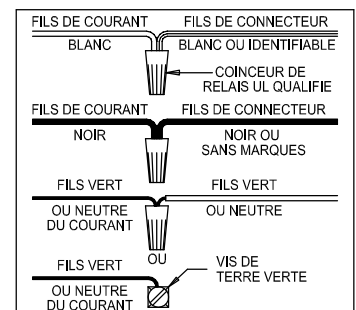 FILS DE COURANT FILS DE CONNECTEUR
BLANC BLANC OU IDENTIFIABLE
COINCEUR DE
RELAIS UL QUALIFIE
FILS DE COURANT FILS DE CONNECTEUR
NOIR NOIR OU
SANS MARQUES
FILS VERT FILS VERT
OU NEUTRE OU NEUTRE
DU COURANT
OU
FILS VERT VIS DE
TERRE VERTE
OU NEUTRE
DU COURANT